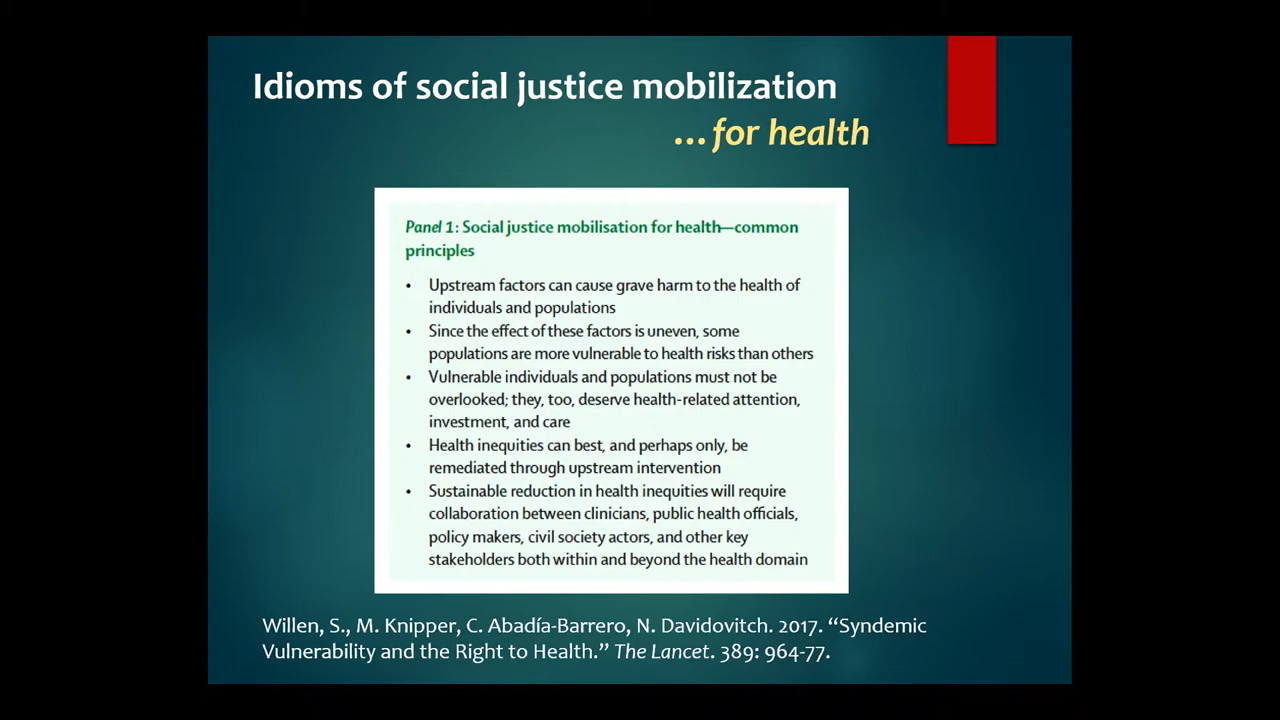 Idioms of social justice mobilization
...for health
Panel 1: Social justice mobilisation for health—common
principles
• Upstream factors can cause grave harm to the health of
individuals and populations
• Since the effect of these factors is uneven, some
populations are more vulnerable to health risks than others
• Vulnerable individuals and populations must not be
overlooked; they, too, deserve health-related attention,
investment, and care
• Health inequities can best, and perhaps only, be
remediated through upstream intervention
• Sustainable reduction in health inequities will require
collaboration between clinicians, public health officials,
policy makers, civil society actors, and other key
stakeholders both within and beyond the health domain
Willen, S., M. Knipper, C. Abadía-Barrero, N. Davidovitch. 2017. “Syndemic
Vulnerability and the Right to Health.” The Lancet. 389: 964-77.